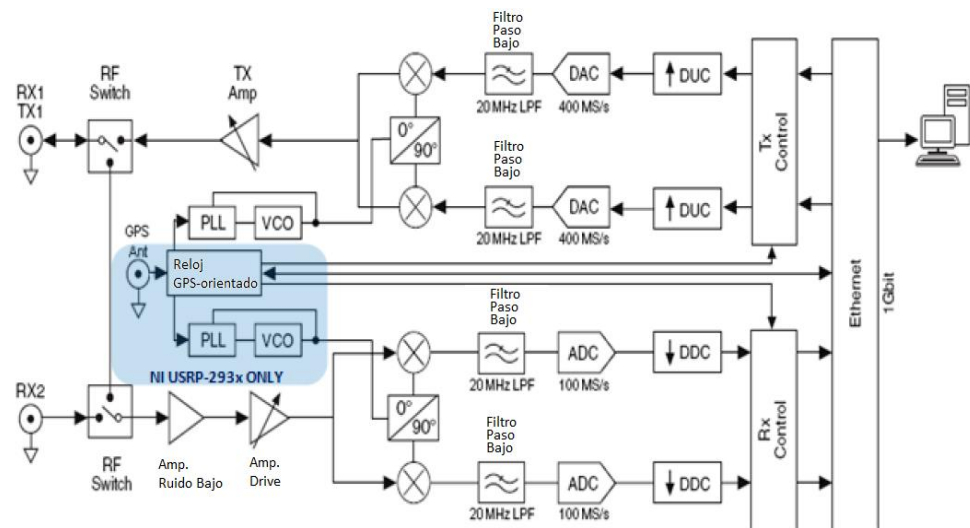 RX1
TX1
RF
Switch
TX
Amp
0°
90°
Filtro
Paso
Bajo
20 MHz LPF
DAC
400 MS/s
↑ DUC
Filtro
Paso
Bajo
20 MHz LPF
DAC
400 MS/s
↑ DUC
Tx
Control
Ethernet
1Gbit
PLL
VCO
GPS
Ant
Reloj
GPS-orientado
PLL
VCO
NI USRP-293x ONLY
RX2
RF
Switch
Amp.
Ruido Bajo
Amp.
Drive
0°
90°
Filtro
Paso
Bajo
20 MHz LPF
ADC
100 MS/s
↓ DDC
Filtro
Paso
Bajo
20 MHz LPF
ADC
100 MS/s
↓ DDC
Rx
Control